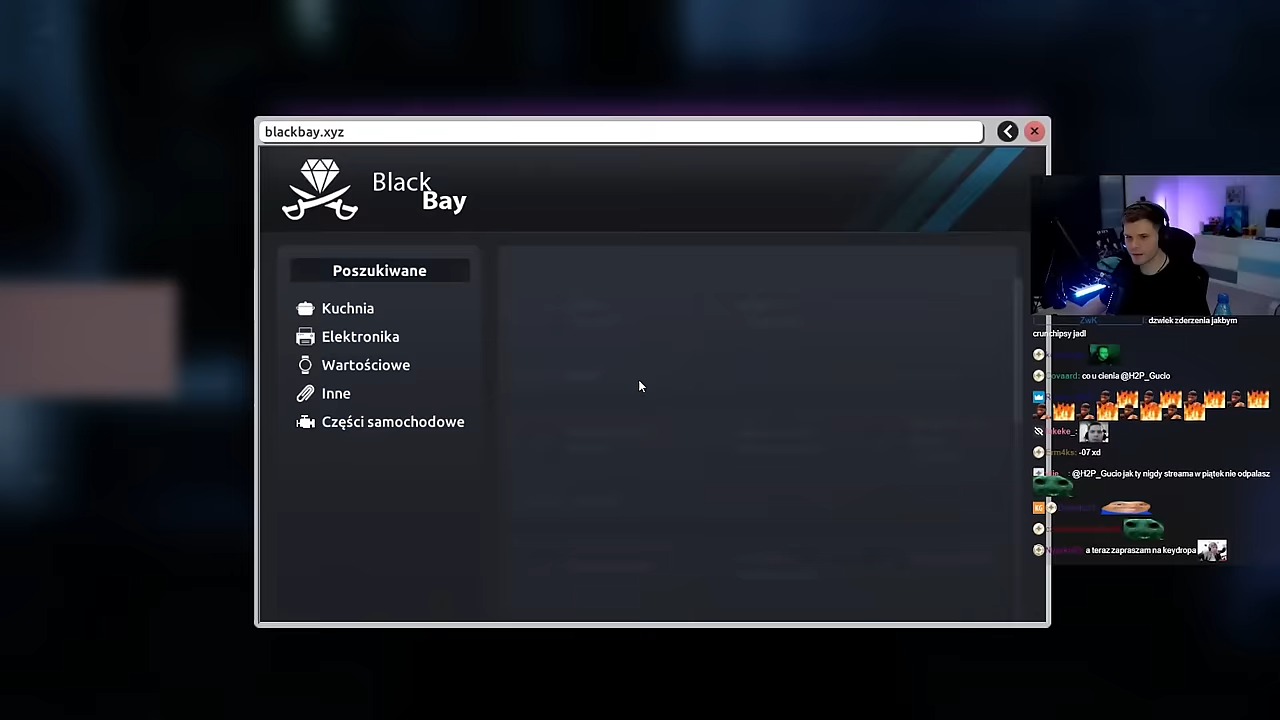 blackbay.xyz
Black
Bay
Poszukiwane
Kuchnia
Elektronika
Wartościowe
Inne
Części samochodowe
dzwiek zderzenia jakbym
crunchipsy jadl
co u cienia @H2P_Gucio
-07 xd
@H2P_Gucio jak ty nigdy streama w piątek nie odpalasz
a teraz zapraszam na keydropa